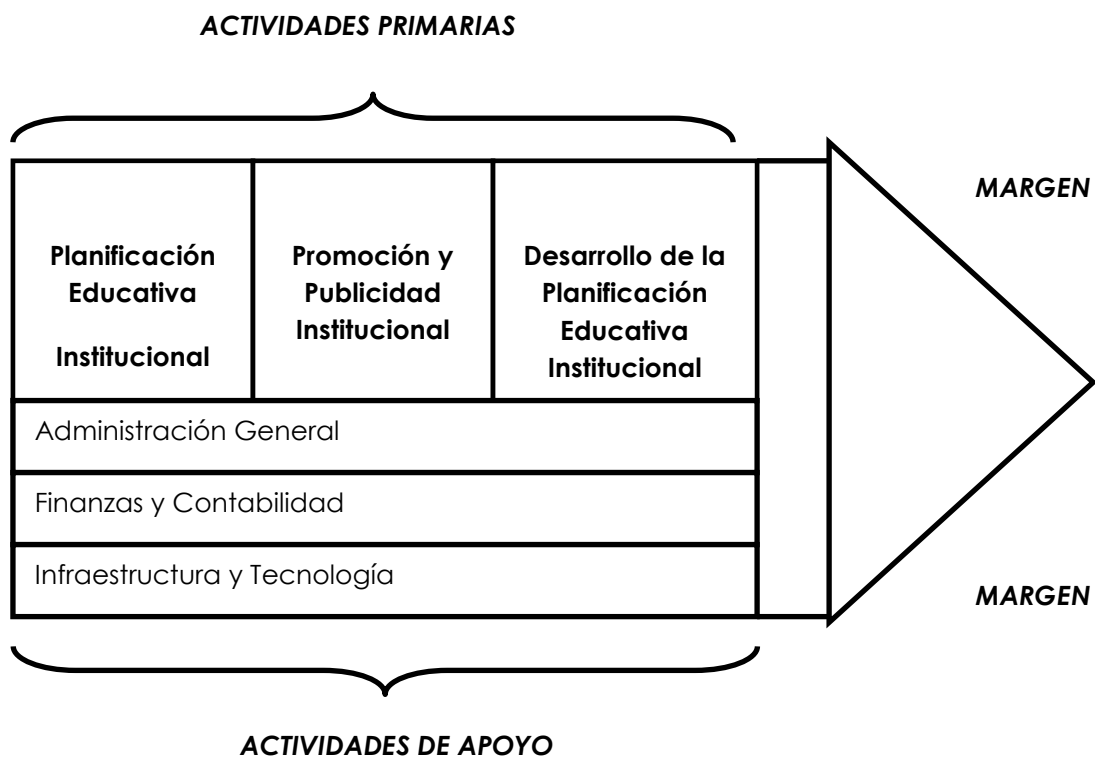 ACTIVIDADES PRIMARIAS
MARGEN
Planificación
Educativa
Institucional
Promoción y
Publicidad
Institucional
Desarrollo de la
Planificación
Educativa
Institucional
Administración General
Finanzas y Contabilidad
Infraestructura y Tecnología
MARGEN
ACTIVIDADES DE APOYO